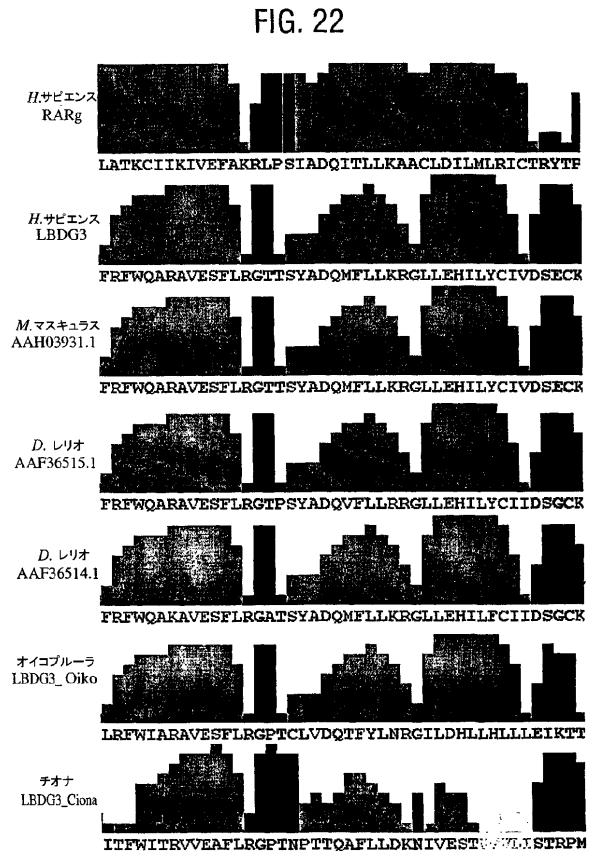 FIG. 22
H.サピエンス
RARg
LATKCIIKIVEFAKRLPSIADQITLLKAACLDILMLRICTRYTP
H.サピエンス
LBDG3
FRFWQARAVESFLRGTTSYADQMFLLKRGLLEHILYCIVDSECK
M.マスキュラス
AAH03931.1
FRFWQARAVESFLRGTTSYADQMFLLKRGLLEHILYCIVDSECK
D. レリオ
AAF36515.1
FRFWQARAVESFLRGTPSYADQVFLLRRGLLEHILYCIIDSGCK
D. レリオ
AAF36514.1
FRFWQAKAVESFLRGATSYADQMFLLKRGLLEHILFCIIDSGCK
オイコプルーラ
LBDG3_Oiko
LRFWIARAVESFLRGPTCLVDQTFYLNRGILDHLLHLLLEIKTT
チオナ
LBDG3_Ciona